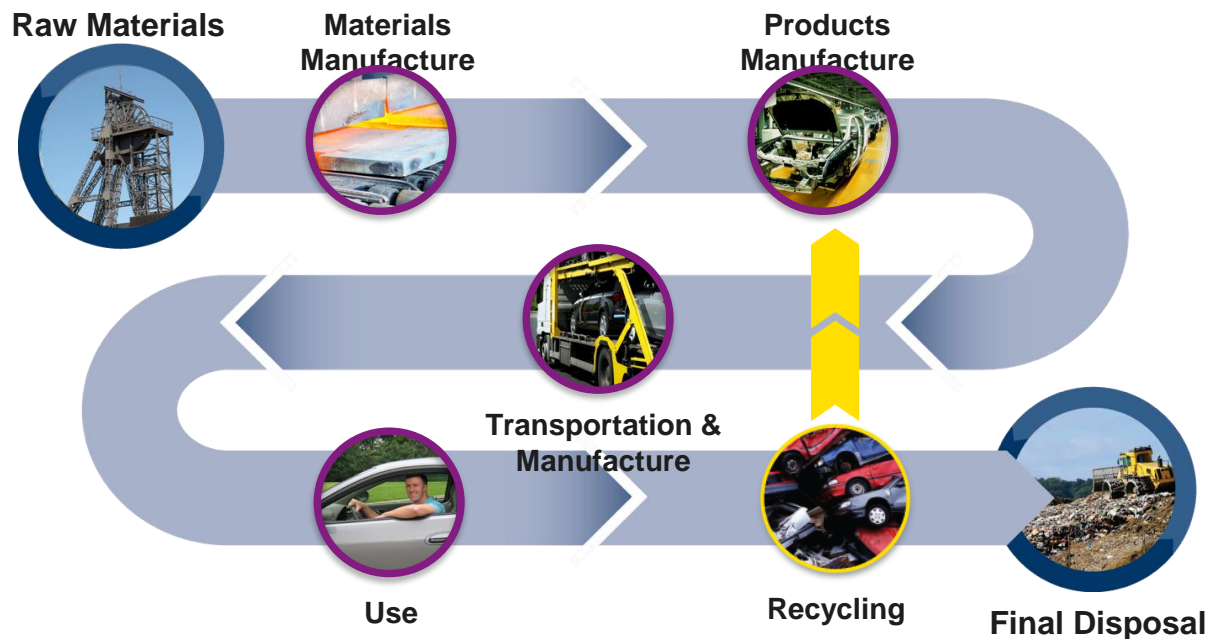 Raw Materials
Materials
Manufacture
Products
Manufacture
Transportation &
Manufacture
Use
Recycling
Final Disposal